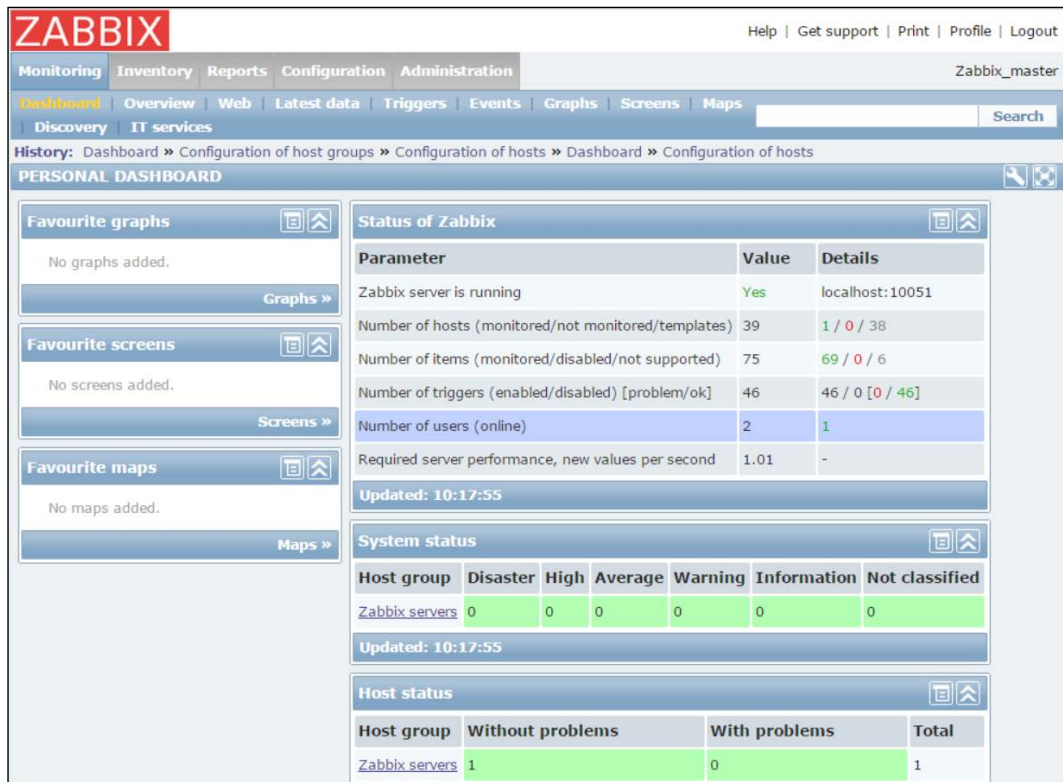 ZABBIX
Help | Get support | Print | Profile | Logout
Monitoring Inventory Reports Configuration Administration
Zabbix_master
Dashboard | Overview | Web | Latest data | Triggers | Events | Graphs | Screens | Maps
| Discovery | IT services
Search
History: Dashboard » Configuration of host groups » Configuration of hosts » Dashboard » Configuration of hosts
PERSONAL DASHBOARD
Favourite graphs
No graphs added.
Graphs »
Favourite screens
No screens added.
Screens »
Favourite maps
No maps added.
Maps »
Status of Zabbix
Parameter Value Details
Zabbix server is running Yes localhost:10051
Number of hosts (monitored/not monitored/templates) 39 1 / 0 / 38
Number of items (monitored/disabled/not supported) 75 69 / 0 / 6
Number of triggers (enabled/disabled) [problem/ok] 46 46 / 0 [0 / 46]
Number of users (online) 2 1
Required server performance, new values per second 1.01 -
Updated: 10:17:55
System status
Host group Disaster High Average Warning Information Not classified
Zabbix servers 0 0 0 0 0 0
Updated: 10:17:55
Host status
Host group Without problems With problems Total
Zabbix servers 1 0 1